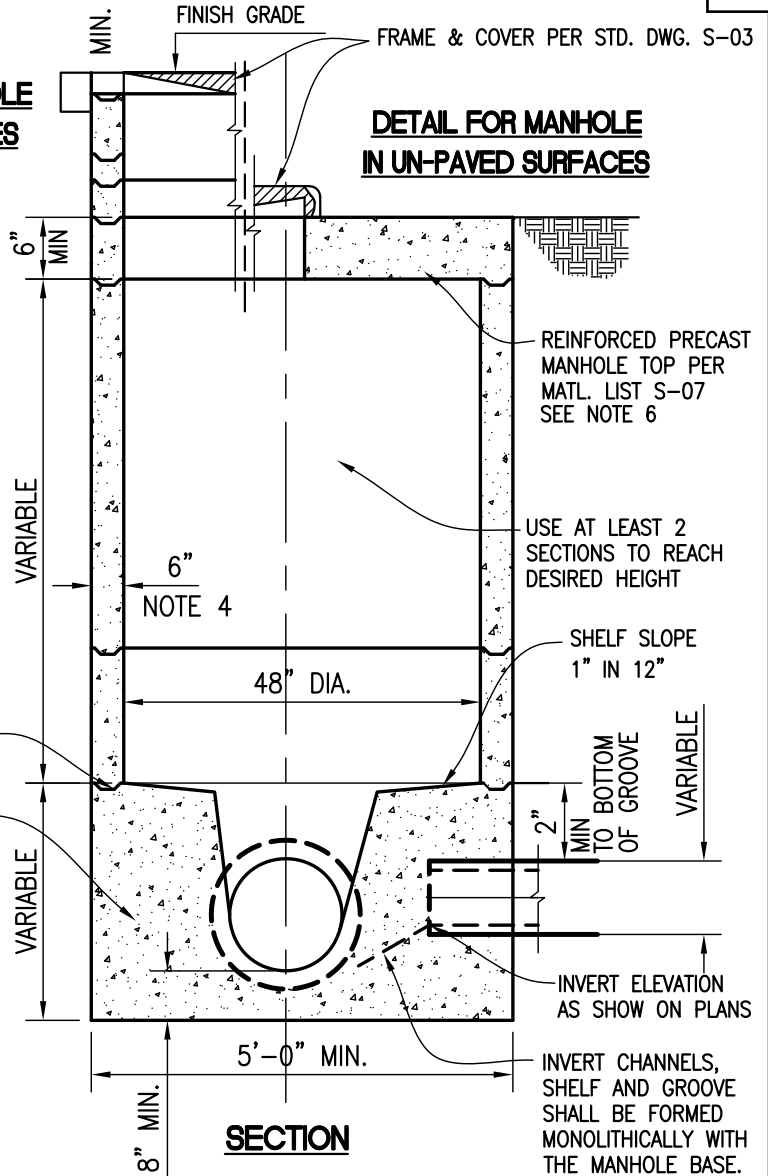 MIN.
FINISH GRADE
FRAME & COVER PER STD. DWG. S-03
DETAIL FOR MANHOLE
IN UN-PAVED SURFACES
6"
MIN
REINFORCED PRECAST
MANHOLE TOP PER
MATL. LIST S-07
SEE NOTE 6
VARIABLE
USE AT LEAST 2
SECTIONS TO REACH
DESIRED HEIGHT
6"
NOTE 4
SHELF SLOPE
1" IN 12"
48" DIA.
2"
MIN
TO BOTTOM
OF GROOVE
VARIABLE
VARIABLE
INVERT ELEVATION
AS SHOW ON PLANS
5'-0" MIN.
INVERT CHANNELS,
SHELF AND GROOVE
SHALL BE FORMED
MONOLITHICALLY WITH
THE MANHOLE BASE.
8" MIN.
SECTION